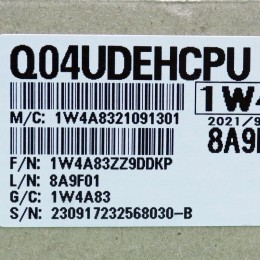 Q04UDEHCPU
1W4
M/C: 1W4A8321091301
2021/9
8A9F
F/N: 1W4A83ZZ9DDKP
L/N: 8A9F01
G/C: 1W4A83
S/N: 230917232568030-B